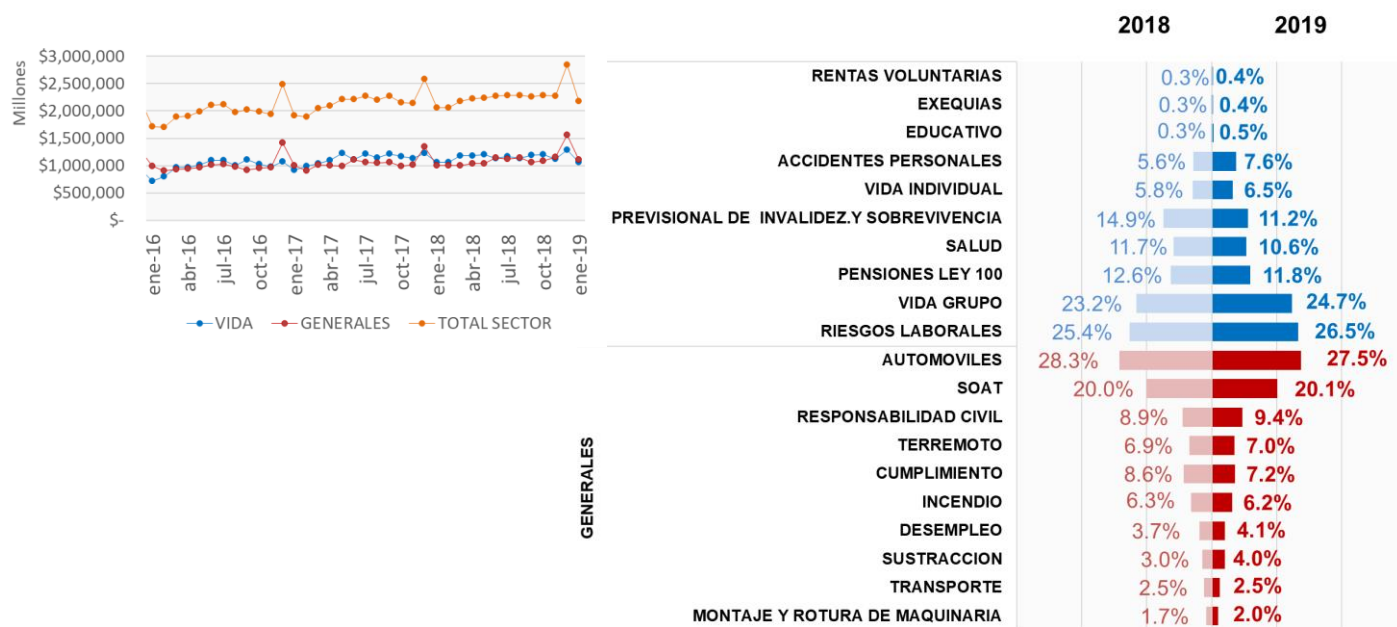 Millones
$3,000,000
$2,500,000
$2,000,000
$1,500,000
$1,000,000
$500,000
$-
ene-16
abr-16
jul-16
oct-16
ene-17
abr-17
jul-17
oct-17
ene-18
abr-18
jul-18
oct-18
ene-19
VIDA GENERALES TOTAL SECTOR
2018 2019
RENTAS VOLUNTARIAS 0.3% 0.4%
EXEQUIAS 0.3% 0.4%
EDUCATIVO 0.3% 0.5%
ACCIDENTES PERSONALES 5.6% 7.6%
VIDA INDIVIDUAL 5.8% 6.5%
PREVISIONAL DE INVALIDEZ.Y SOBREVIVENCIA 14.9% 11.2%
SALUD 11.7% 10.6%
PENSIONES LEY 100 12.6% 11.8%
VIDA GRUPO 23.2% 24.7%
RIESGOS LABORALES 25.4% 26.5%
GENERALES
AUTOMOVILES 28.3% 27.5%
SOAT 20.0% 20.1%
RESPONSABILIDAD CIVIL 8.9% 9.4%
TERREMOTO 6.9% 7.0%
CUMPLIMIENTO 8.6% 7.2%
INCENDIO 6.3% 6.2%
DESEMPLEO 3.7% 4.1%
SUSTRACCION 3.0% 4.0%
TRANSPORTE 2.5% 2.5%
MONTAJE Y ROTURA DE MAQUINARIA 1.7% 2.0%